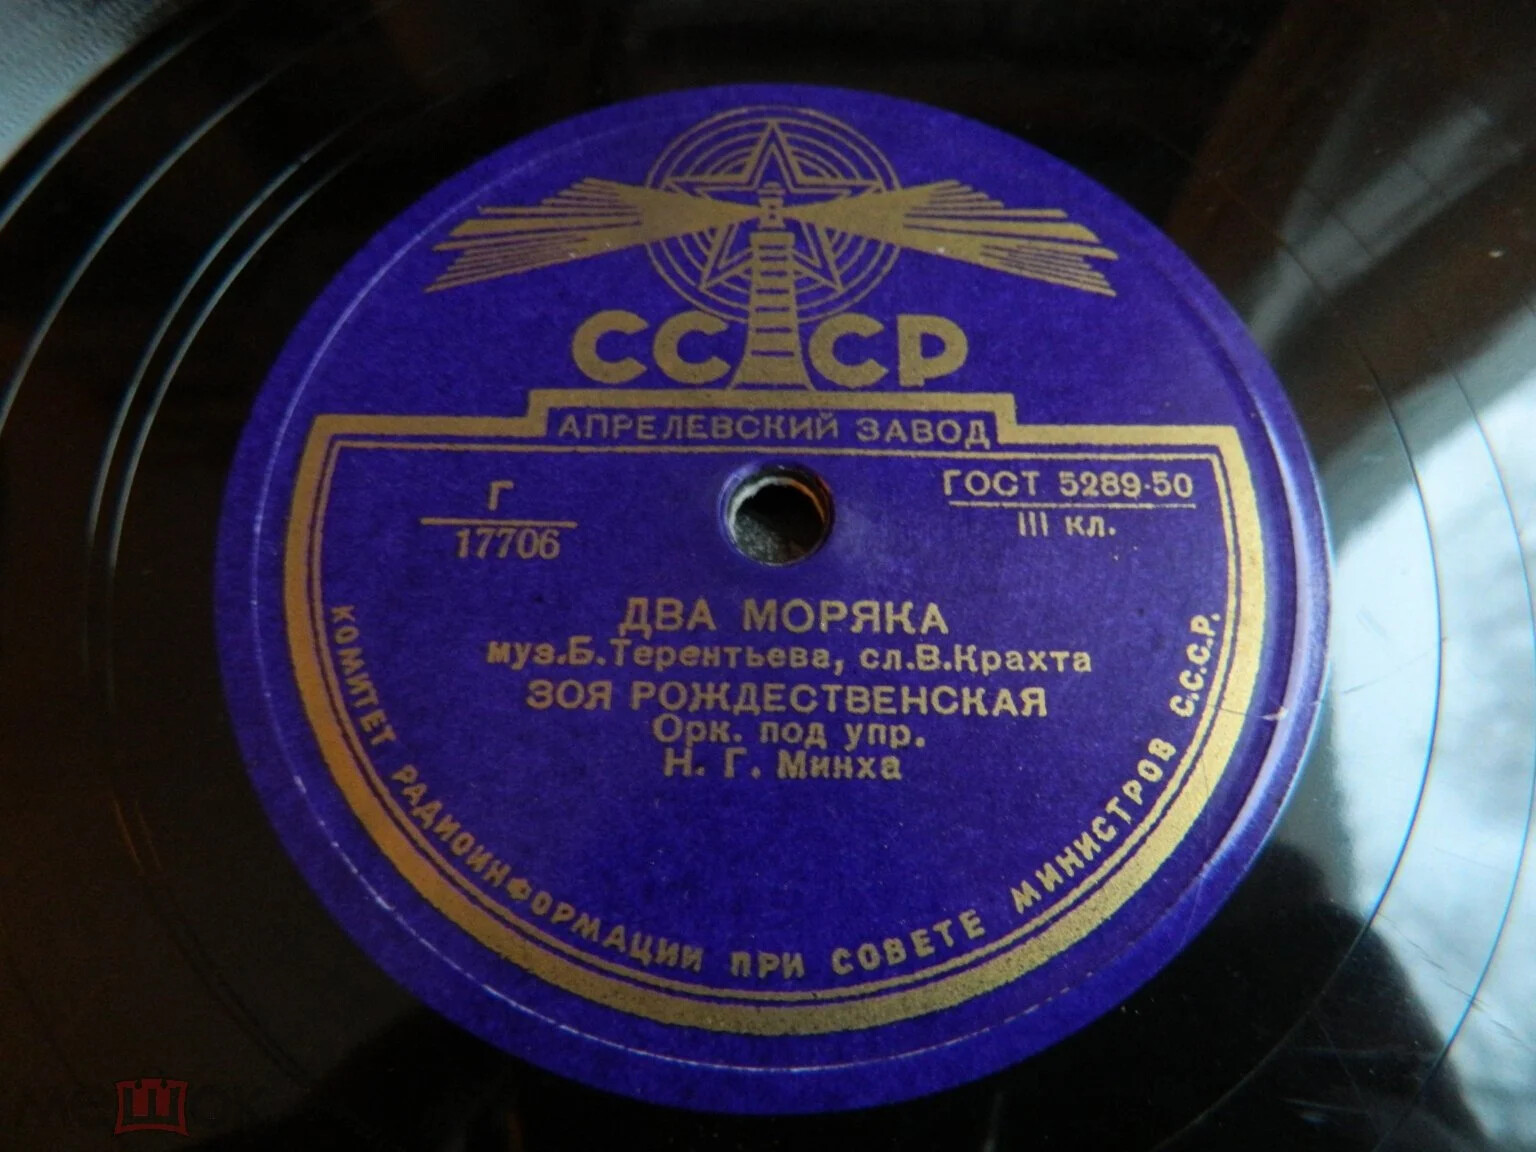 СССР
АПРЕЛЕВСКИЙ ЗАВОД
Г
17706
ГОСТ 5289-50
III кл.
ДВА МОРЯКА
муз.Б.Терентьева, сл.В.Крахта
ЗОЯ РОЖДЕСТВЕНСКАЯ
Орк. под упр.
Н. Г. Минха
КОМИТЕТ РАДИОИНФОРМАЦИИ ПРИ СОВЕТЕ МИНИСТРОВ С.С.С.Р.